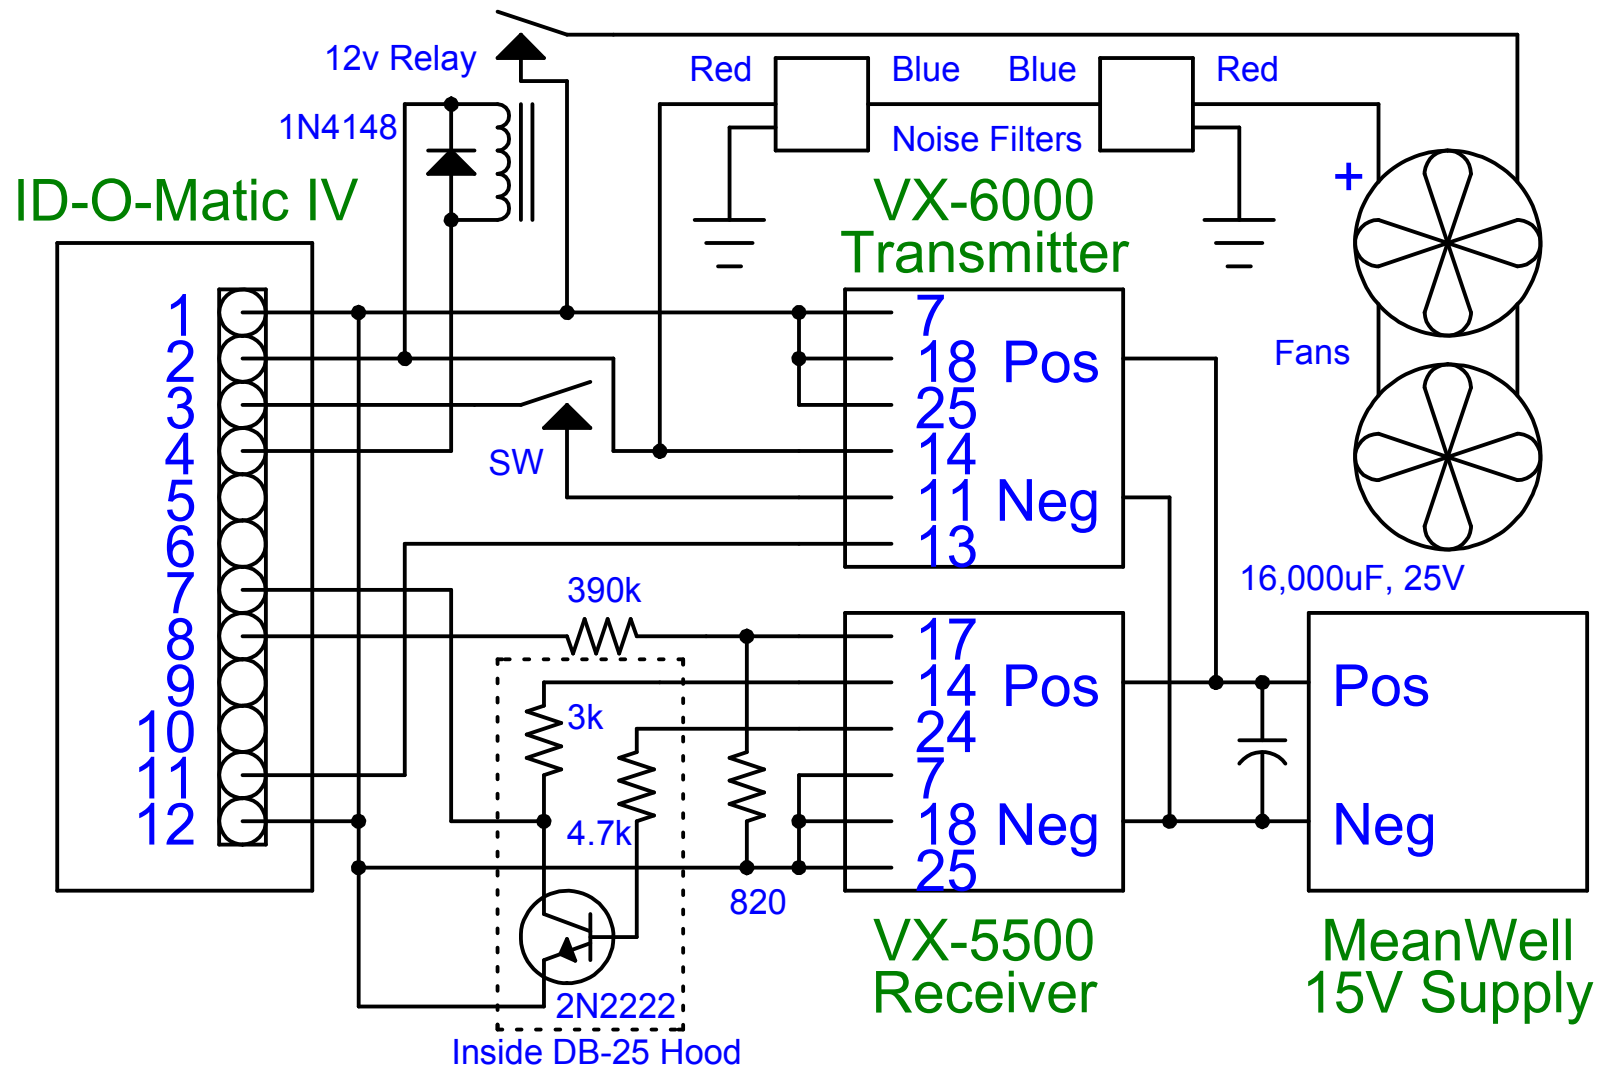 12v Relay
Red
Blue
Blue
Red
1N4148
Noise Filters
ID-O-Matic IV
VX-6000
Transmitter
+
Fans
1
2
3
4
5
6
7
8
9
10
11
12
SW
7
18
25
14
11
13
Pos
Neg
390k
3k
4.7k
820
2N2222
Inside DB-25 Hood
17
14
24
7
18
25
Pos
Neg
VX-5500
Receiver
16,000uF, 25V
Pos
Neg
MeanWell
15V Supply